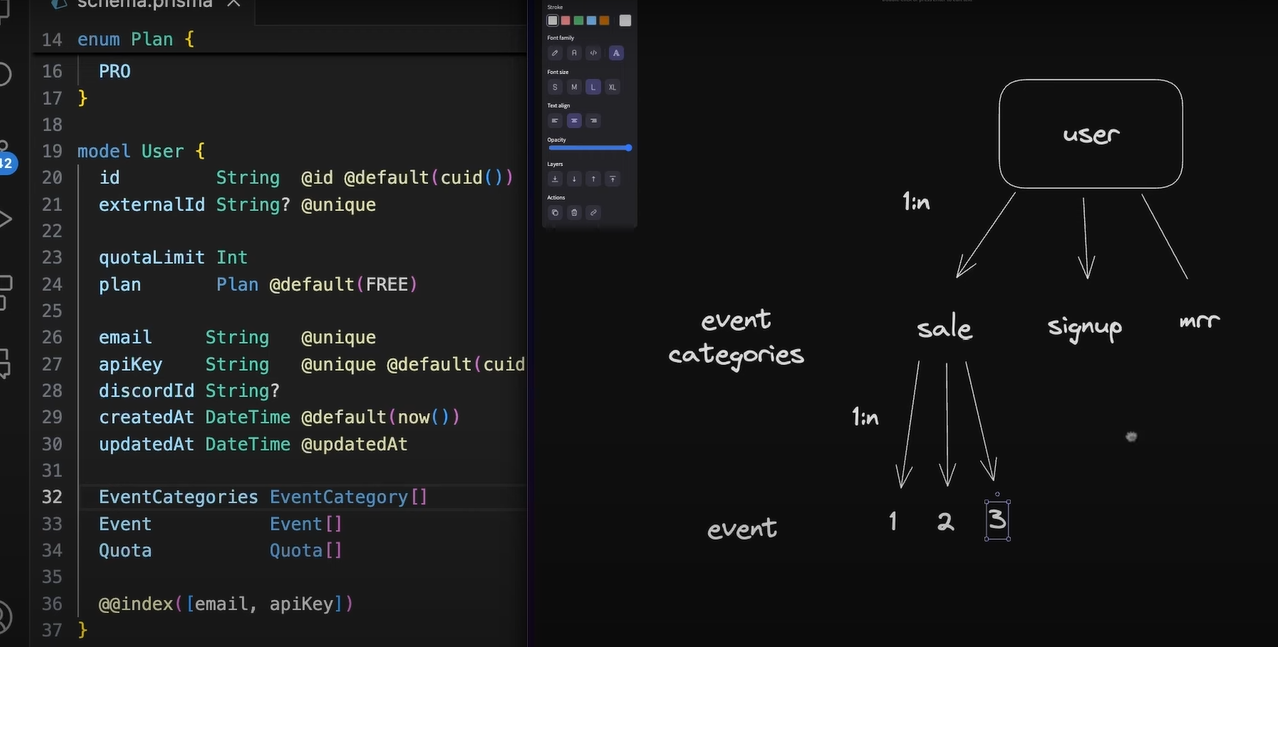 schema.prisma
14 enum Plan {
16 PRO
17 }
18
19 model User {
20 id String @id @default(cuid())
21 externalId String? @unique
22
23 quotaLimit Int
24 plan Plan @default(FREE)
25
26 email String @unique
27 apiKey String @unique @default(cuid
28 discordId String?
29 createdAt DateTime @default(now())
30 updatedAt DateTime @updatedAt
31
32 EventCategories EventCategory[]
33 Event Event[]
34 Quota Quota[]
35
36 @@index([email, apiKey])
37 }
42
Stroke
Font family
A
</>
A
Font size
S M L XL
Text align
Opacity
Layers
Actions
user
1:n
event
categories
sale signup mrr
1:n
event
1 2 3